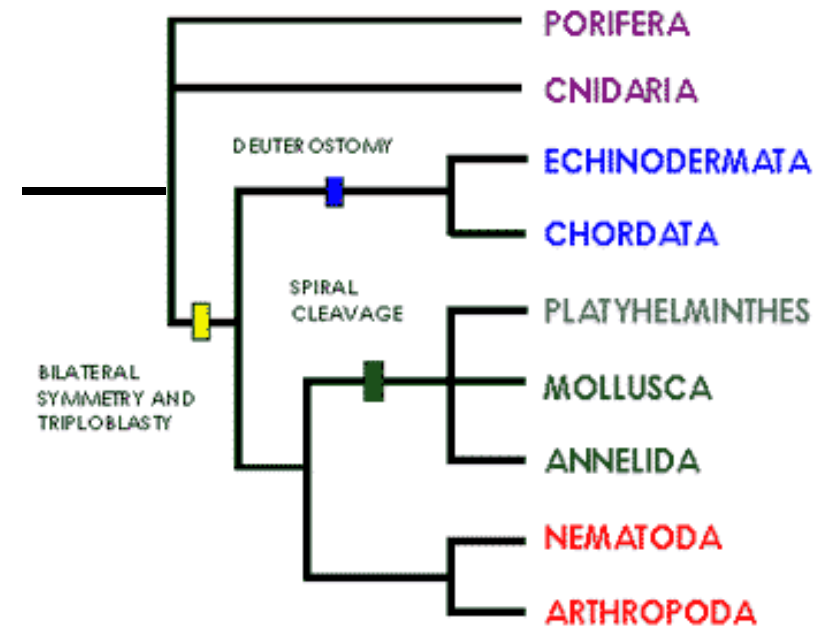 PORIFERA
CNIDARIA
DEUTEROSTOMY
ECHINODERMATA
CHORDATA
SPIRAL
CLEAVAGE
PLATYHELMINTHES
BILATERAL
SYMMETRY AND
TRIPLOBLASTY
MOLLUSCA
ANNELIDA
NEMATODA
ARTHROPODA